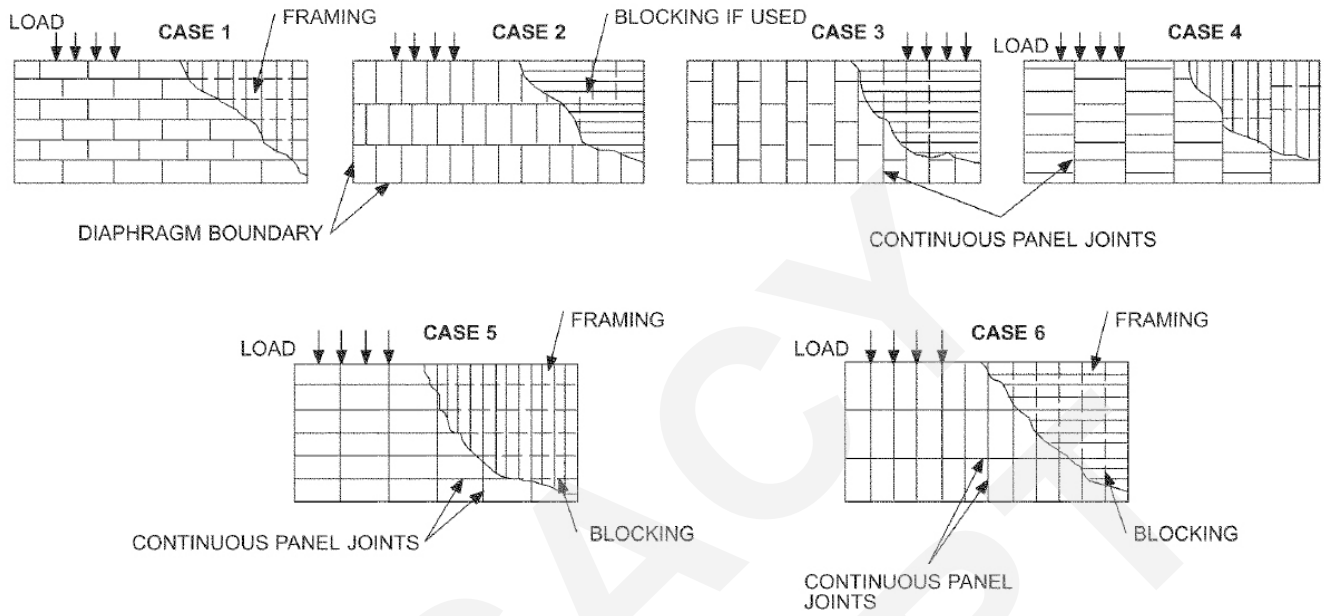 LOAD
CASE 1
FRAMING
CASE 2
BLOCKING IF USED
CASE 3
LOAD
CASE 4
DIAPHRAGM BOUNDARY
CONTINUOUS PANEL JOINTS
LOAD
CASE 5
FRAMING
CONTINUOUS PANEL JOINTS
BLOCKING
LOAD
CASE 6
FRAMING
CONTINUOUS PANEL
JOINTS
BLOCKING